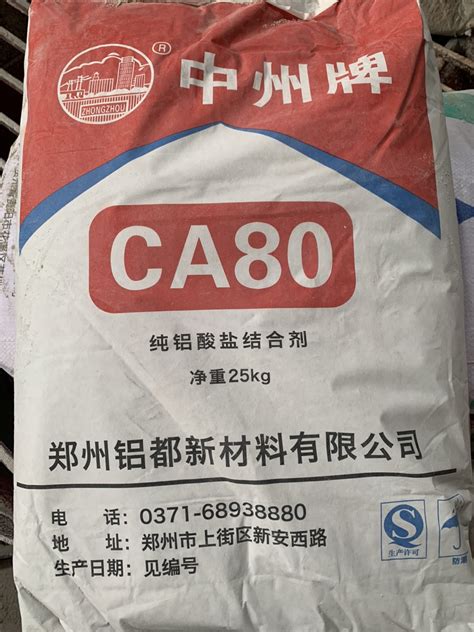 中州牌
®
ZHONGZHOU
CA80
纯铝酸盐结合剂
净重25kg
郑州铝都新材料有限公司
电 话：0371-68938880
地 址：郑州市上街区新安西路
生产日期：见编号
生产许可